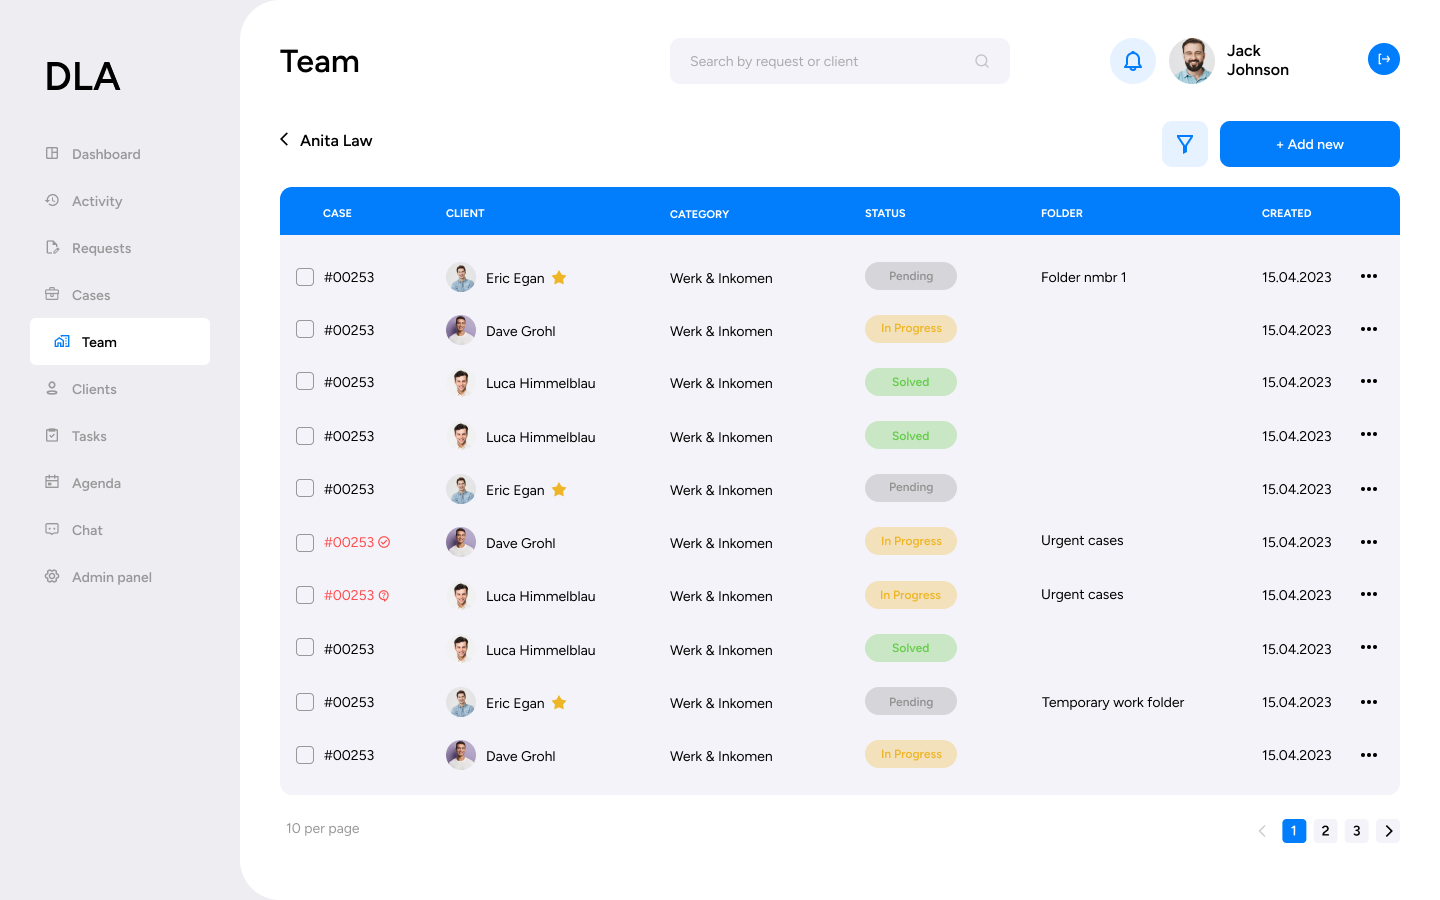 DLA
Dashboard
Activity
Requests
Cases
Team
Clients
Tasks
Agenda
Chat
Admin panel
Team
Search by request or client
Jack
Johnson
Anita Law
+ Add new
CASE CLIENT CATEGORY STATUS FOLDER CREATED
#00253 Eric Egan Werk & Inkomen Pending Folder nmbr 1 15.04.2023
#00253 Dave Grohl Werk & Inkomen In Progress 15.04.2023
#00253 Luca Himmelblau Werk & Inkomen Solved 15.04.2023
#00253 Luca Himmelblau Werk & Inkomen Solved 15.04.2023
#00253 Eric Egan Werk & Inkomen Pending 15.04.2023
#00253 Dave Grohl Werk & Inkomen In Progress Urgent cases 15.04.2023
#00253 Luca Himmelblau Werk & Inkomen In Progress Urgent cases 15.04.2023
#00253 Luca Himmelblau Werk & Inkomen Solved 15.04.2023
#00253 Eric Egan Werk & Inkomen Pending Temporary work folder 15.04.2023
#00253 Dave Grohl Werk & Inkomen In Progress 15.04.2023
10 per page
1 2 3